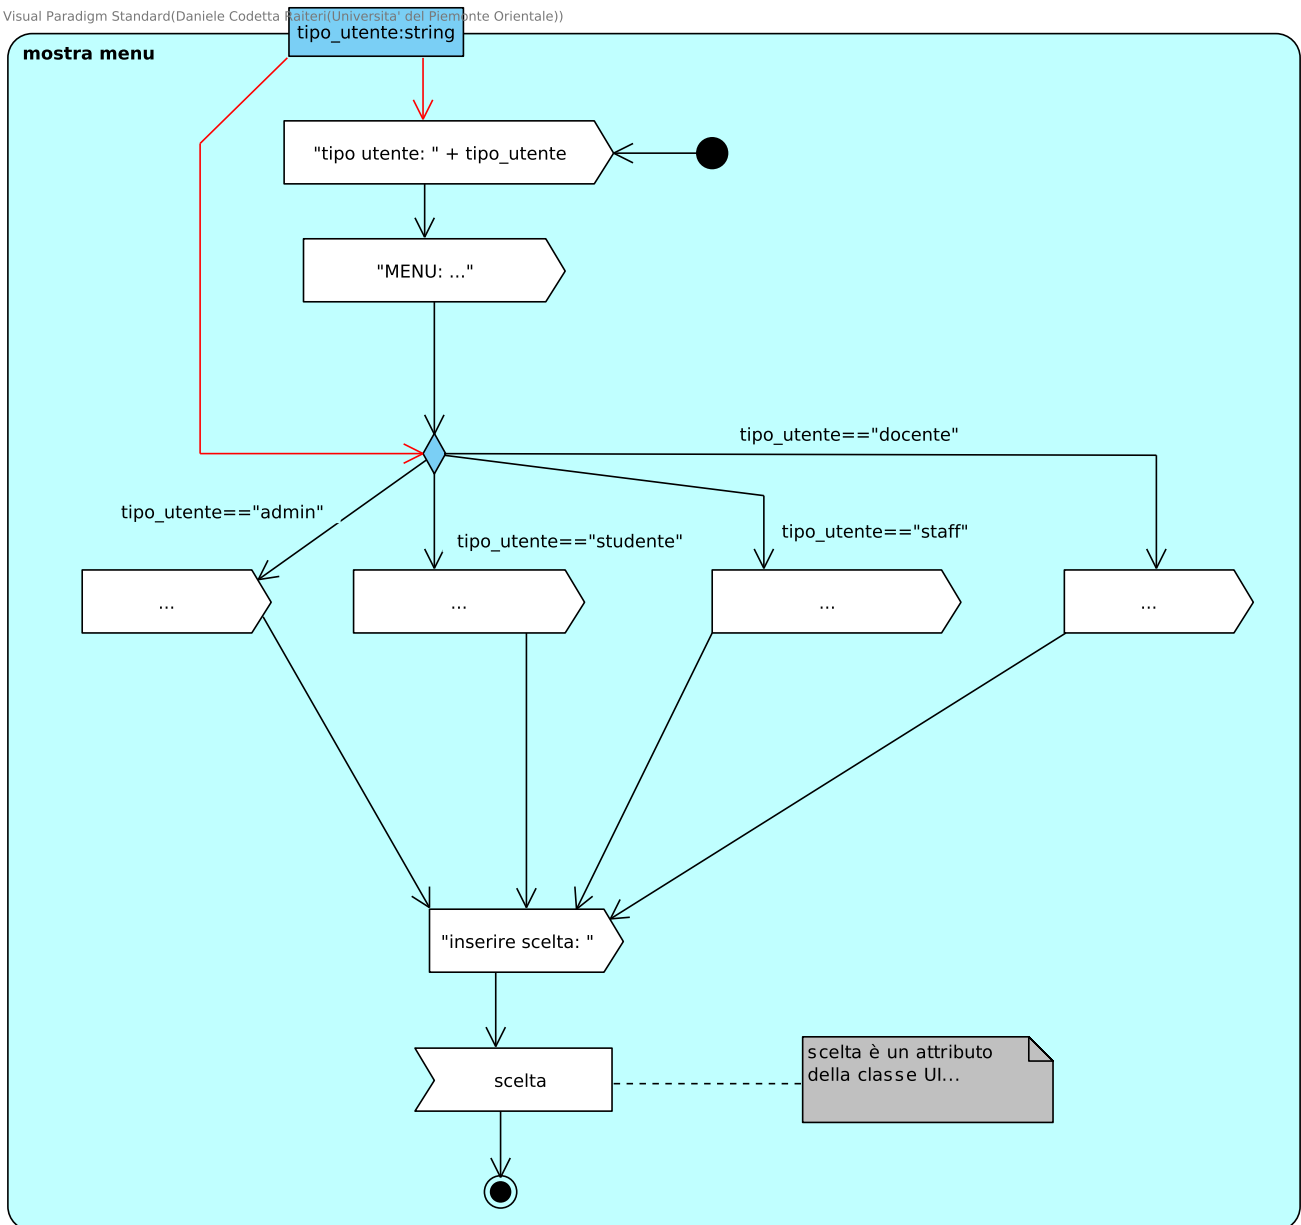 Visual Paradigm Standard(Daniele Codetta Raiteri(Universita' del Piemonte Orientale))
tipo_utente:string
mostra menu
"tipo utente: " + tipo_utente
"MENU: ..."
tipo_utente=="docente"
tipo_utente=="admin"
tipo_utente=="studente"
tipo_utente=="staff"
...
...
...
...
"inserire scelta: "
scelta
scelta è un attributo
della classe UI...